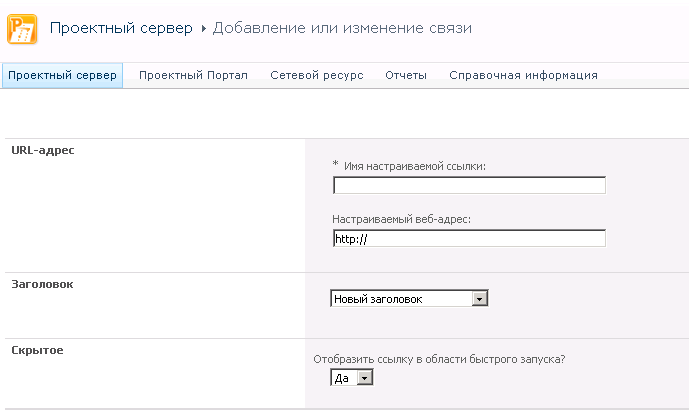 Проектный сервер ▸ Добавление или изменение связи
Проектный сервер Проектный Портал Сетевой ресурс Отчеты Справочная информация
URL-адрес
* Имя настраиваемой ссылки:
Настраиваемый веб-адрес:
http://
Заголовок
Новый заголовок
Скрытое
Отобразить ссылку в области быстрого запуска?
Да